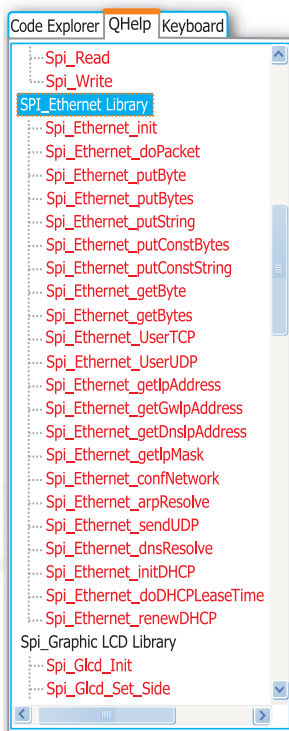 Code Explorer QHelp Keyboard
Spi_Read
Spi_Write
SPI_Ethernet Library
Spi_Ethernet_init
Spi_Ethernet_doPacket
Spi_Ethernet_putByte
Spi_Ethernet_putBytes
Spi_Ethernet_putString
Spi_Ethernet_putConstBytes
Spi_Ethernet_putConstString
Spi_Ethernet_getByte
Spi_Ethernet_getBytes
Spi_Ethernet_UserTCP
Spi_Ethernet_UserUDP
Spi_Ethernet_getIpAddress
Spi_Ethernet_getGwIpAddress
Spi_Ethernet_getDnsIpAddress
Spi_Ethernet_getIpMask
Spi_Ethernet_confNetwork
Spi_Ethernet_arpResolve
Spi_Ethernet_sendUDP
Spi_Ethernet_dnsResolve
Spi_Ethernet_initDHCP
Spi_Ethernet_doDHCPLeaseTime
Spi_Ethernet_renewDHCP
Spi_Graphic LCD Library
Spi_Glcd_Init
Spi_Glcd_Set_Side